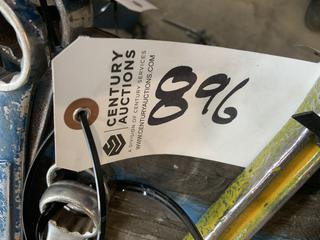 CENTURY
AUCTIONS
A DIVISION OF CENTURY SERVICES
WWW.CENTURYAUCTIONS.COM
896